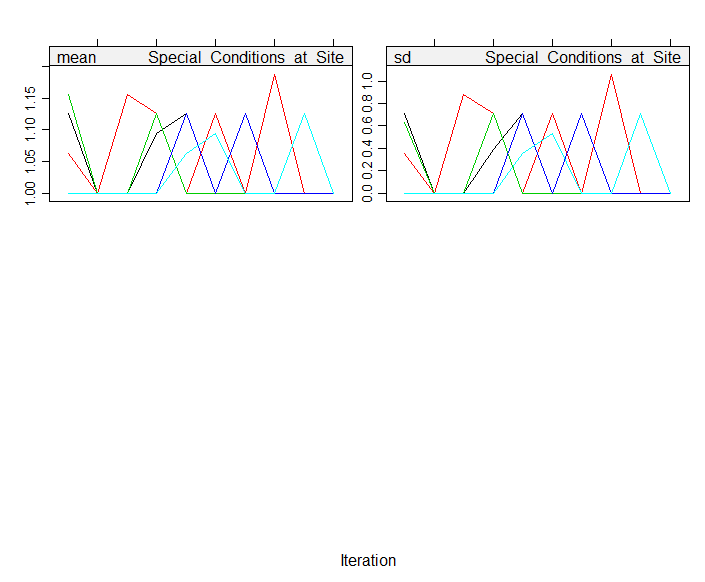 mean Special Conditions at Site
sd Special Conditions at Site
1.00 1.05 1.10 1.15
0.0 0.2 0.4 0.6 0.8 1.0
Iteration